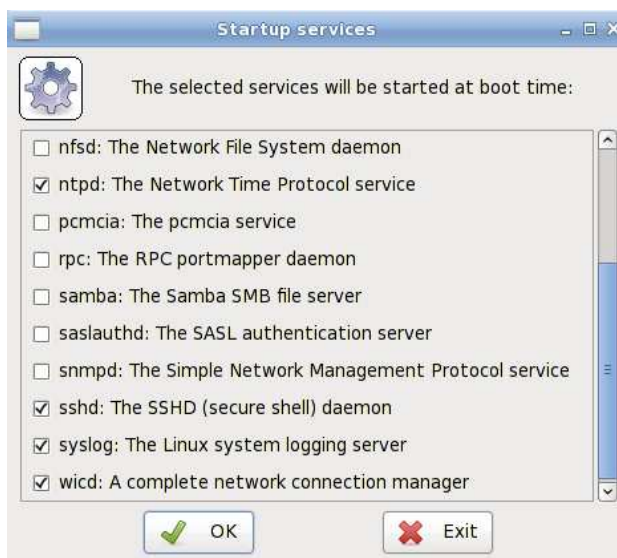 Startup services
The selected services will be started at boot time:
nfsd: The Network File System daemon
ntpd: The Network Time Protocol service
pcmcia: The pcmcia service
rpc: The RPC portmapper daemon
samba: The Samba SMB file server
saslauthd: The SASL authentication server
snmpd: The Simple Network Management Protocol service
sshd: The SSHD (secure shell) daemon
syslog: The Linux system logging server
wicd: A complete network connection manager
OK Exit